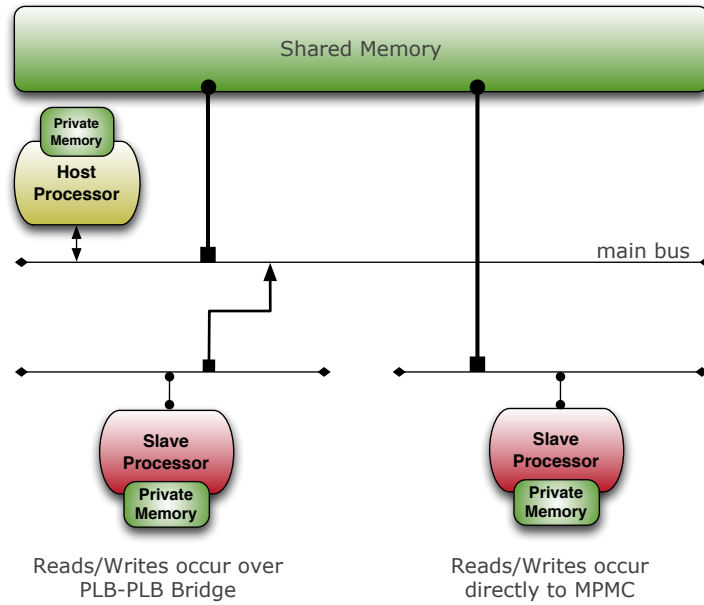 Shared Memory
Private
Memory
Host
Processor
main bus
Slave
Processor
Private
Memory
Slave
Processor
Private
Memory
Reads/Writes occur over
PLB-PLB Bridge
Reads/Writes occur
directly to MPMC